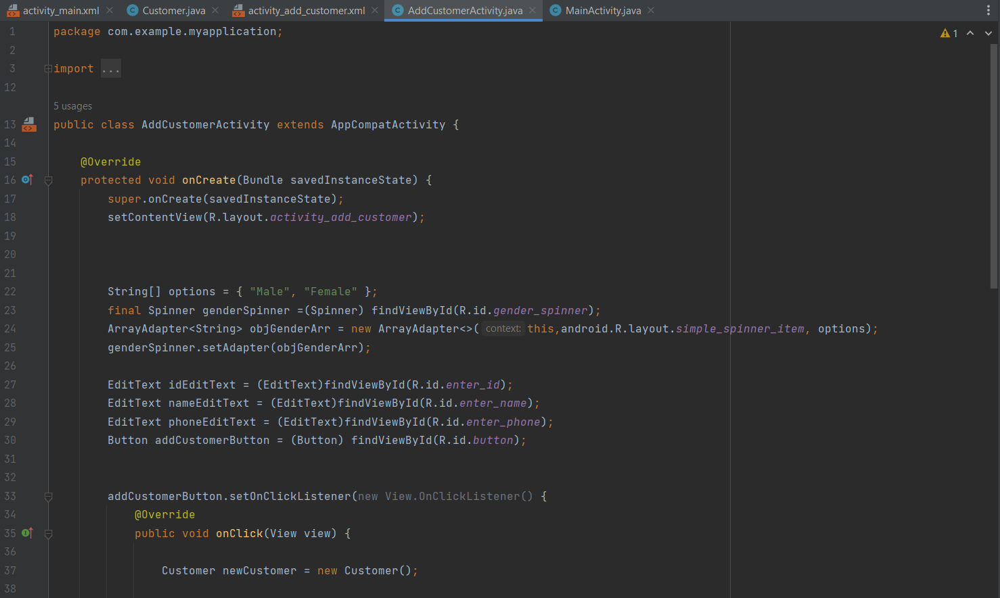 activity_main.xml Customer.java activity_add_customer.xml AddCustomerActivity.java MainActivity.java
1 package com.example.myapplication; 1
2
3 import ...
12
5 usages
13 public class AddCustomerActivity extends AppCompatActivity {
14
15 @Override
16 protected void onCreate(Bundle savedInstanceState) {
17 super.onCreate(savedInstanceState);
18 setContentView(R.layout.activity_add_customer);
19
20
21
22 String[] options = { "Male", "Female" };
23 final Spinner genderSpinner =(Spinner) findViewById(R.id.gender_spinner);
24 ArrayAdapter<String> objGenderArr = new ArrayAdapter<>( context: this,android.R.layout.simple_spinner_item, options);
25 genderSpinner.setAdapter(objGenderArr);
26
27 EditText idEditText = (EditText)findViewById(R.id.enter_id);
28 EditText nameEditText = (EditText)findViewById(R.id.enter_name);
29 EditText phoneEditText = (EditText)findViewById(R.id.enter_phone);
30 Button addCustomerButton = (Button) findViewById(R.id.button);
31
32
33 addCustomerButton.setOnClickListener(new View.OnClickListener() {
34 @Override
35 public void onClick(View view) {
36
37 Customer newCustomer = new Customer();
38